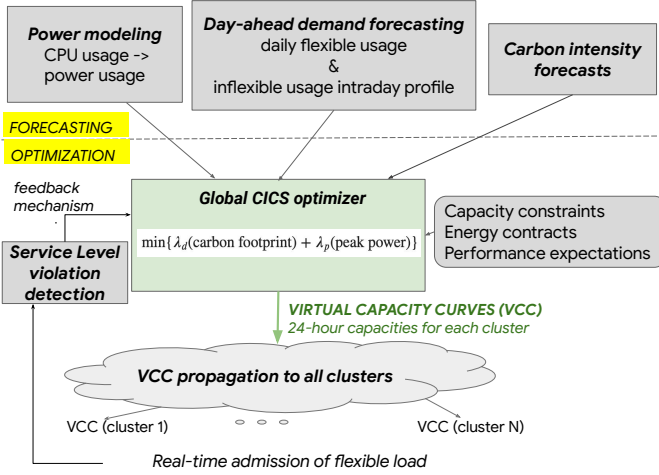 Power modeling
CPU usage ->
power usage
Day-ahead demand forecasting
daily flexible usage
&
inflexible usage intraday profile
Carbon intensity
forecasts
FORECASTING
OPTIMIZATION
feedback
mechanism
Global CICS optimizer
min{λd(carbon footprint) + λp(peak power)}
Capacity constraints
Energy contracts
Performance expectations
Service Level
violation
detection
VIRTUAL CAPACITY CURVES (VCC)
24-hour capacities for each cluster
VCC propagation to all clusters
VCC (cluster 1)
VCC (cluster N)
Real-time admission of flexible load